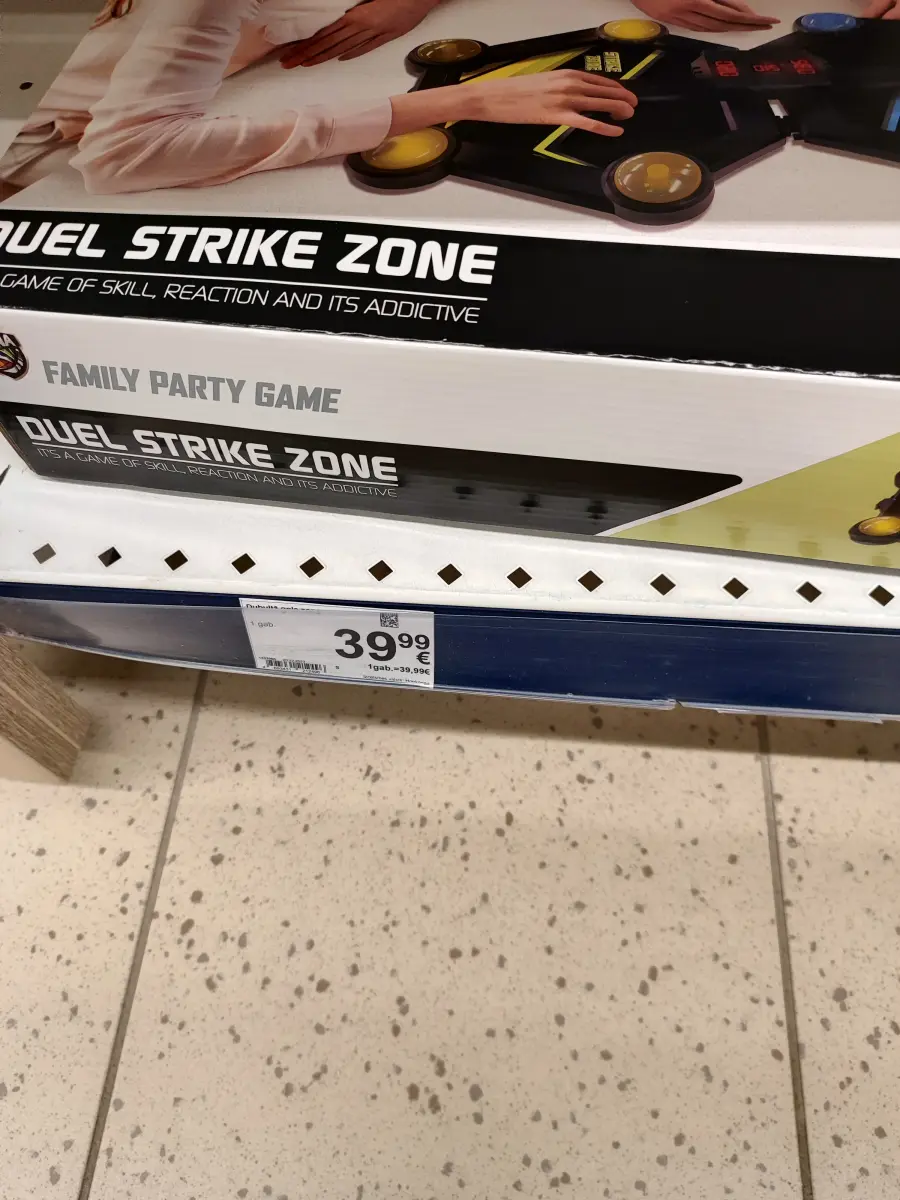 DUEL STRIKE ZONE
GAME OF SKILL, REACTION AND ITS ADDICTIVE
FAMILY PARTY GAME
DUEL STRIKE ZONE
IT'S A GAME OF SKILL, REACTION AND ITS ADDICTIVE
1 gab.
39 99
€
1gab.=39,99€